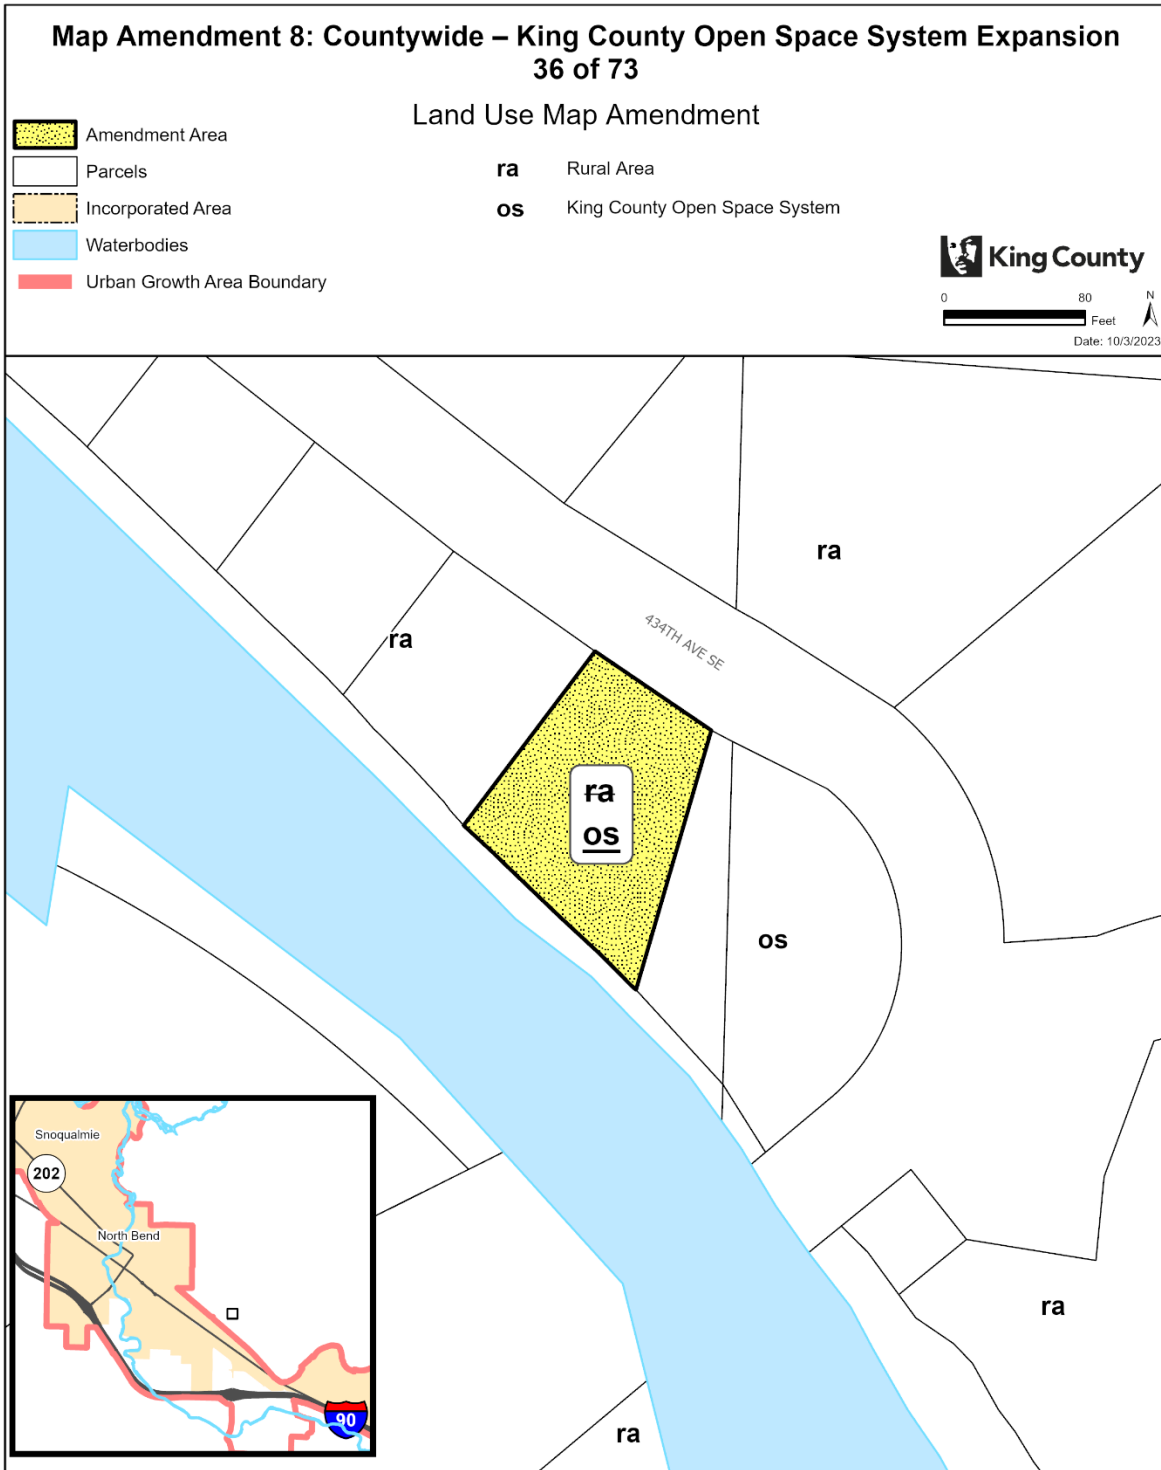 Map Amendment 8: Countywide – King County Open Space System Expansion
36 of 73
Land Use Map Amendment
Amendment Area
Parcels
Incorporated Area
Waterbodies
Urban Growth Area Boundary
ra Rural Area
os King County Open Space System
King County
0 80
Feet
N
Date: 10/3/2023
ra
434TH AVE SE
ra
ra
os
os
ra
ra
Snoqualmie
202
North Bend
90